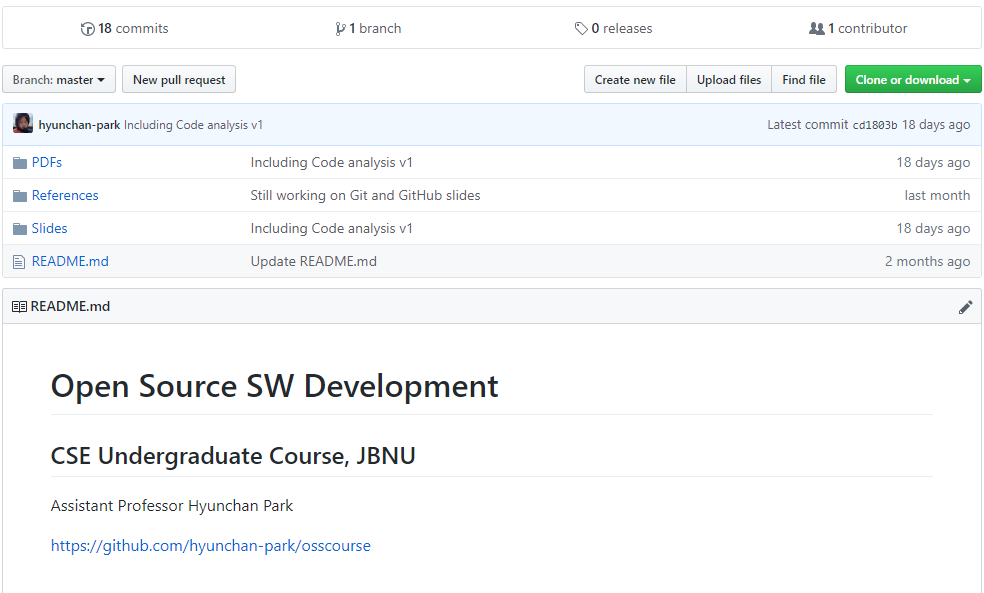 18 commits 1 branch 0 releases 1 contributor
Branch: master New pull request Create new file Upload files Find file Clone or download
hyunchan-park Including Code analysis v1 Latest commit cd1803b 18 days ago
PDFs Including Code analysis v1 18 days ago
References Still working on Git and GitHub slides last month
Slides Including Code analysis v1 18 days ago
README.md Update README.md 2 months ago
README.md
Open Source SW Development
CSE Undergraduate Course, JBNU
Assistant Professor Hyunchan Park
https://github.com/hyunchan-park/osscourse